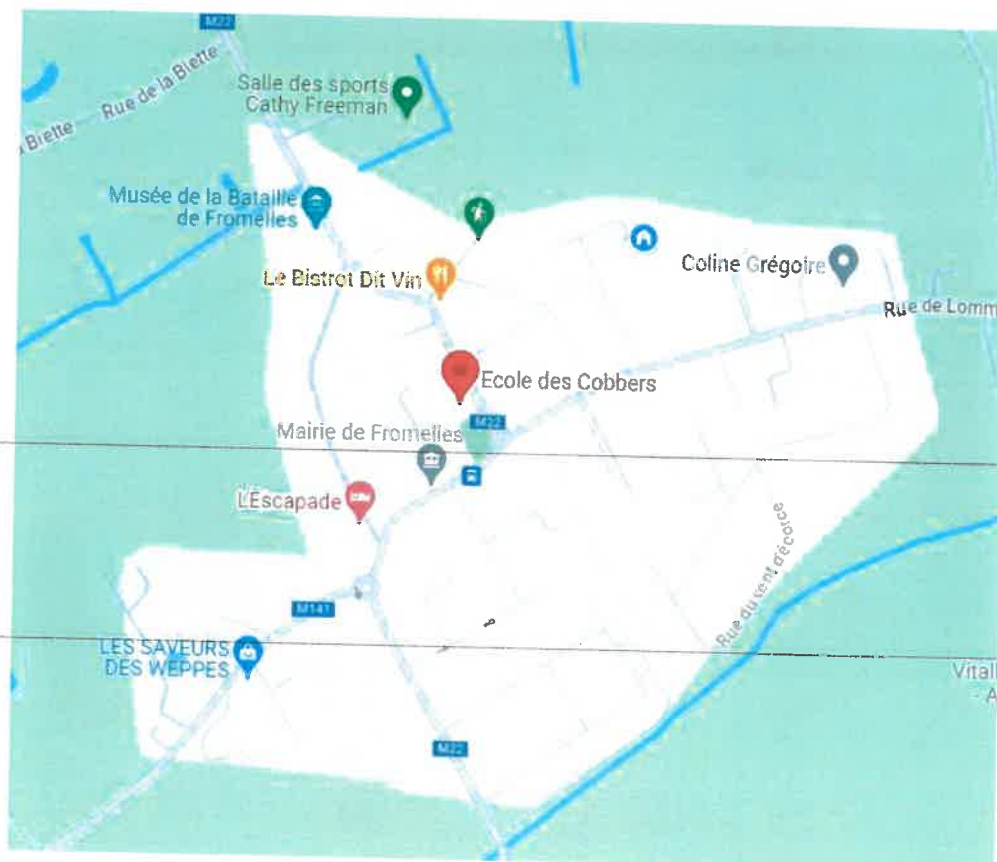 M22
Rue de la Biette
Biette
Salle des sports
Cathy Freeman
Musée de la Bataille
de Fromelles
Le Bistrot Dit Vin
Coline Grégoire
Rue de Lomm
Ecole des Cobbers
M22
Mairie de Fromelles
L'Escapade
Rue du sent d'écorce
M141
LES SAVEURS
DES WEPPES
Vitall
A
M22